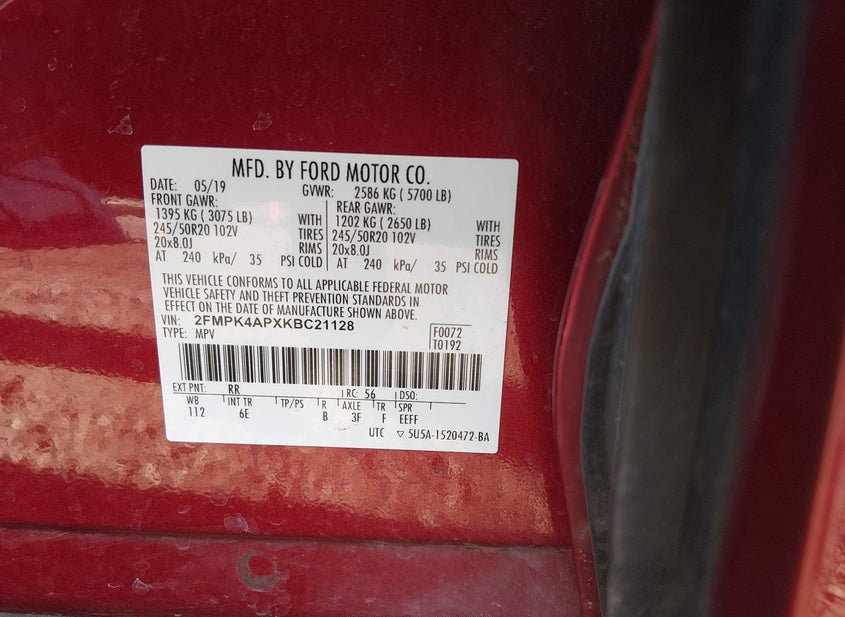 MFD. BY FORD MOTOR CO.
DATE: 05/19 GVWR: 2586 KG ( 5700 LB)
FRONT GAWR: REAR GAWR:
1395 KG ( 3075 LB) WITH 1202 KG ( 2650 LB) WITH
245/50R20 102V TIRES 245/50R20 102V TIRES
20x8.0J RIMS 20x8.0J RIMS
AT 240 kPa/ 35 PSI COLD AT 240 kPa/ 35 PSI COLD
THIS VEHICLE CONFORMS TO ALL APPLICABLE FEDERAL MOTOR
VEHICLE SAFETY AND THEFT PREVENTION STANDARDS IN
EFFECT ON THE DATE OF MANUFACTURE SHOWN ABOVE.
VIN: 2FMPK4APXKBC21128 F0072
TYPE: MPV T0192
EXT PNT: RR RC: 56 DSO:
WB INT TR TP/PS R AXLE TR SPR
112 6E B 3F F EEFF
UTC ▽ 5U5A-1520472-BA